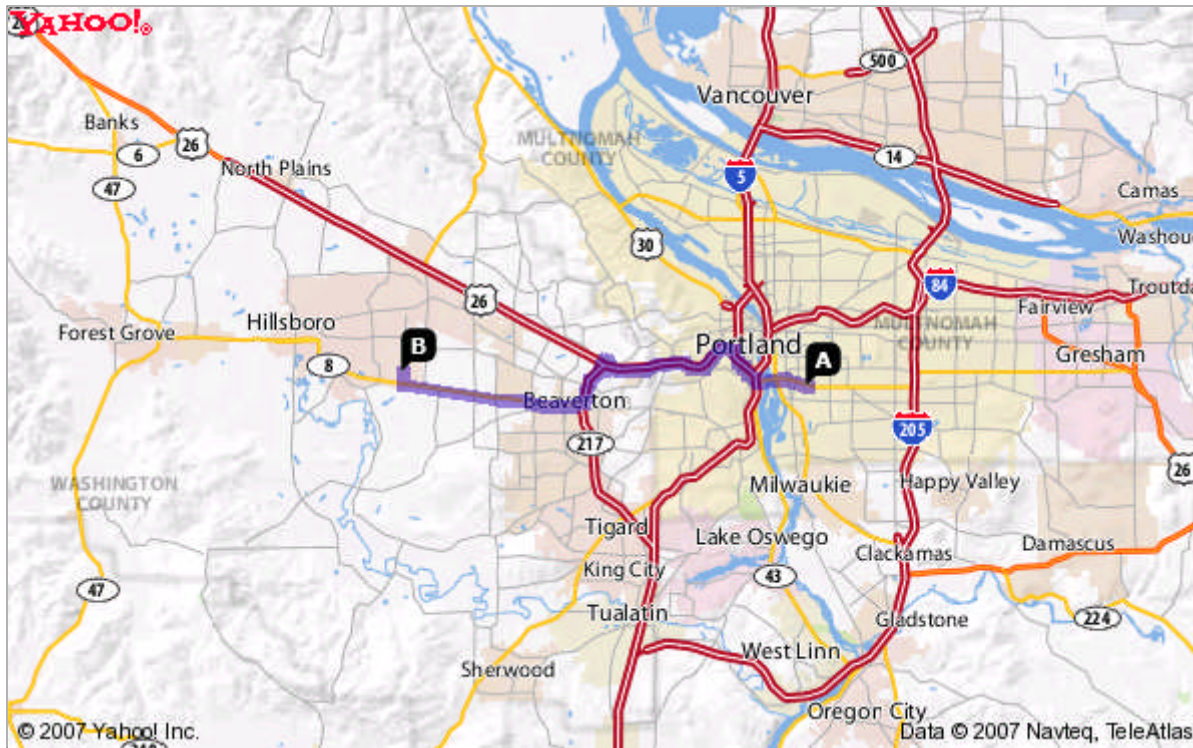 YAHOO!®
500
Vancouver
Banks
6
26
MULTNOMAH
COUNTY
14
North Plains
5
47
Camas
Washou
30
84
26
Troutda
Fairview
MULTNOMAH
COUNTY
Forest Grove
Hillsboro
Portland
B
A
Gresham
8
Beaverton
217
205
26
WASHINGTON
COUNTY
Milwaukie
Happy Valley
Tigard
Lake Oswego
Damascus
Clackamas
King City
43
47
Tualatin
Gladstone
224
West Linn
Sherwood
Oregon City
© 2007 Yahoo! Inc.
Data © 2007 Navteq, TeleAtlas